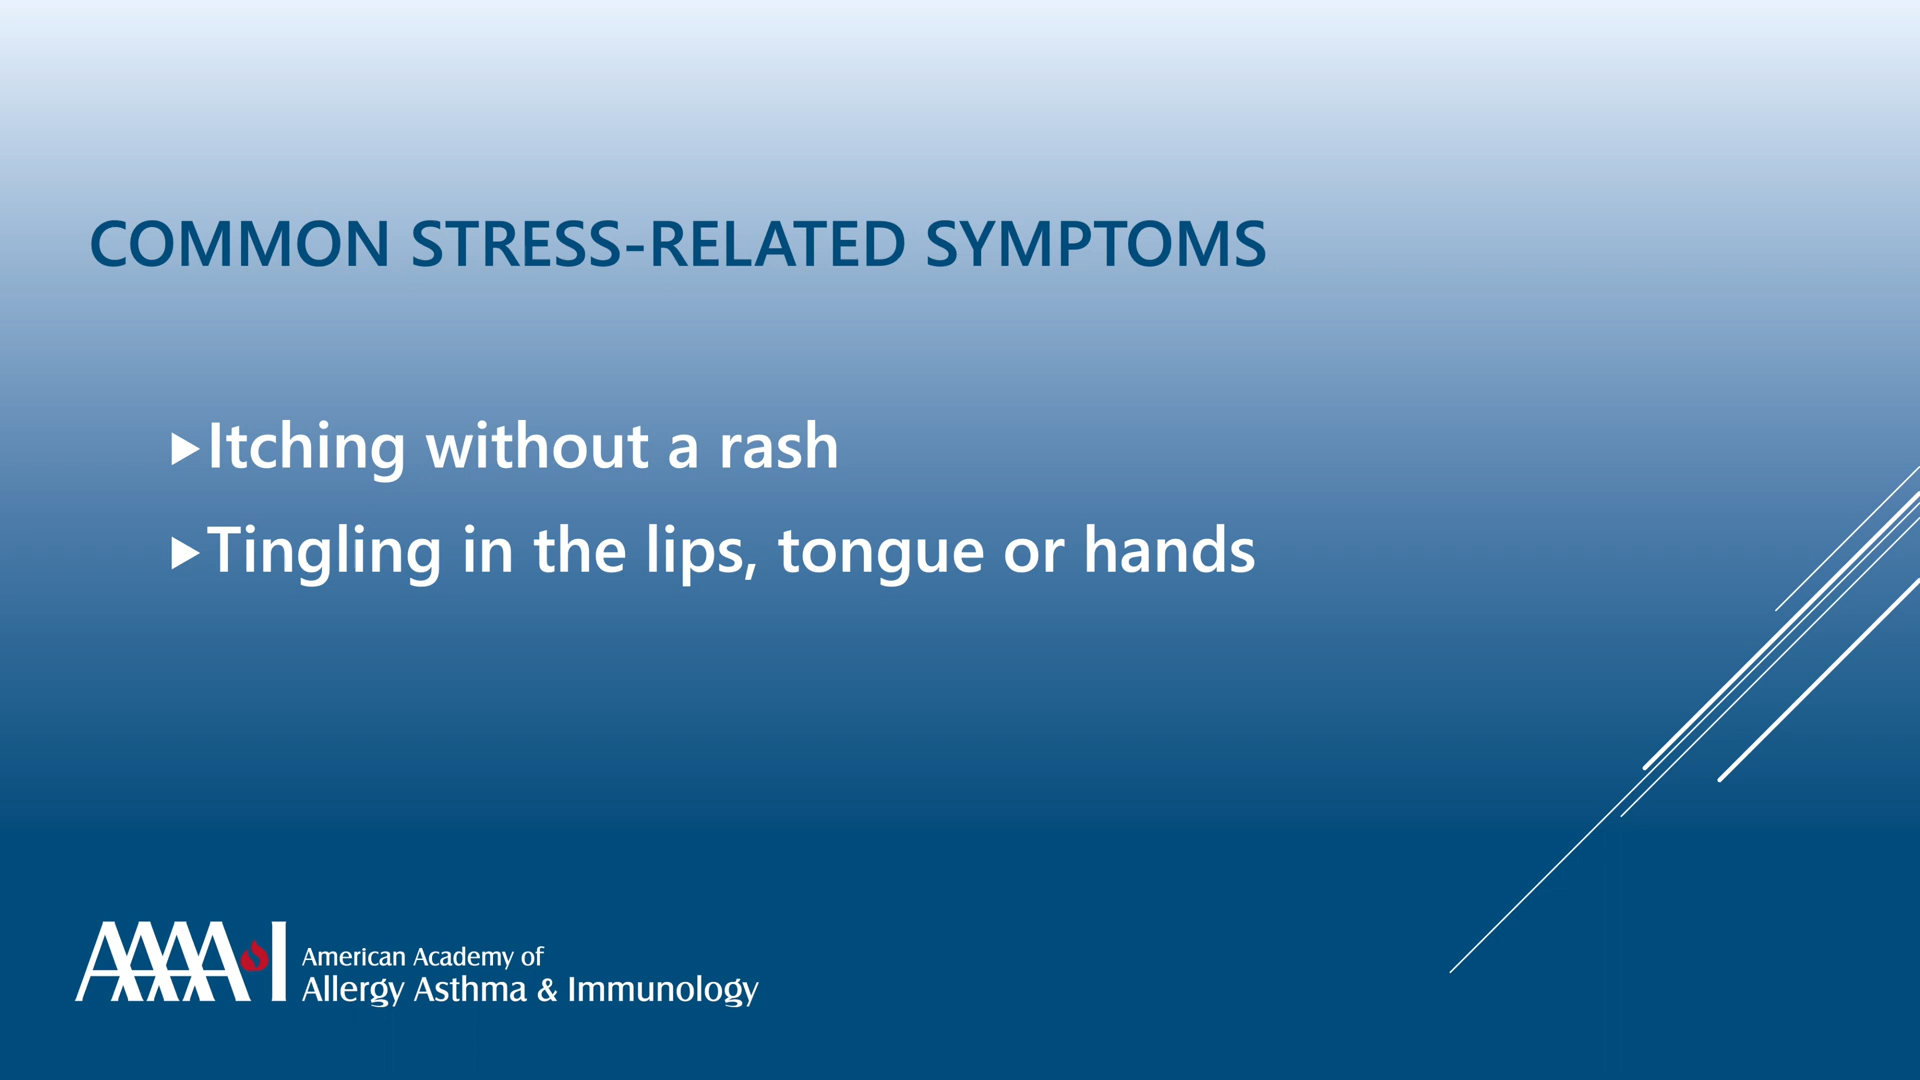 COMMON STRESS-RELATED SYMPTOMS
▶Itching without a rash
▶Tingling in the lips, tongue or hands
AAAAI
American Academy of
Allergy Asthma & Immunology